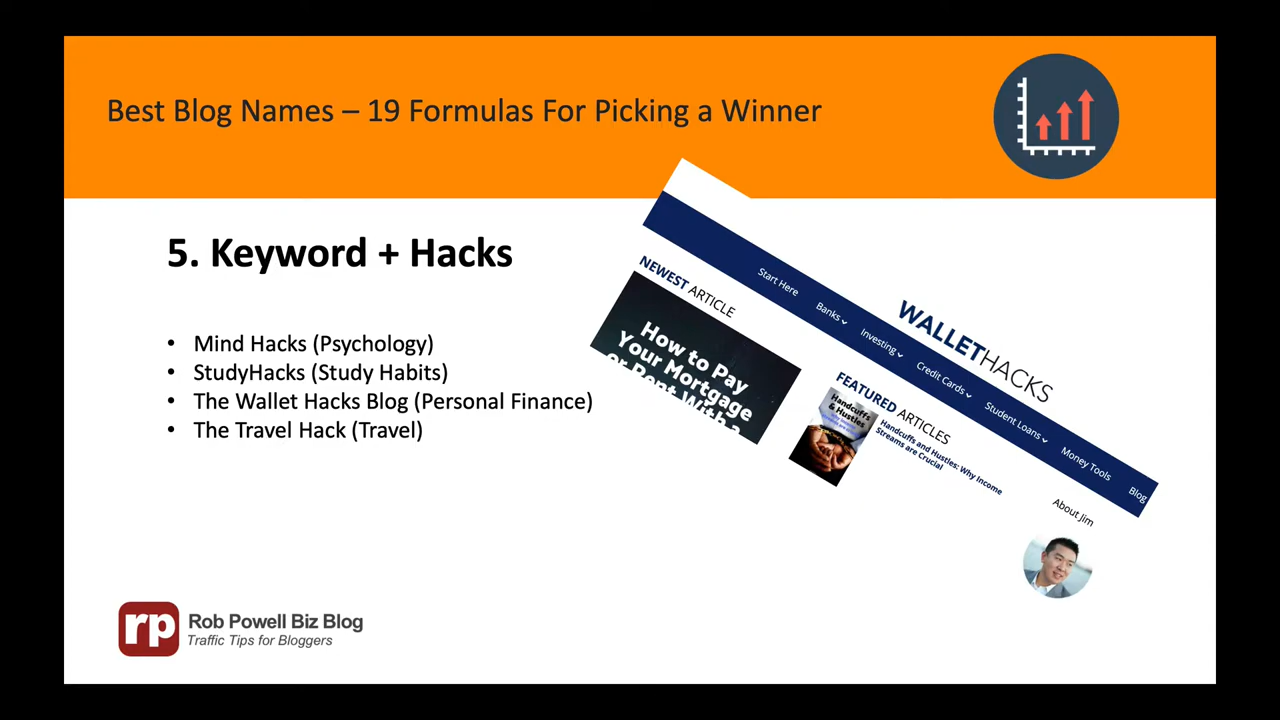 Best Blog Names – 19 Formulas For Picking a Winner
5. Keyword + Hacks
• Mind Hacks (Psychology)
• StudyHacks (Study Habits)
• The Wallet Hacks Blog (Personal Finance)
• The Travel Hack (Travel)
WALLETHACKS
Start Here
Banks
Investing
Credit Cards
Student Loans
Money Tools
Blog
NEWEST ARTICLE
How to Pay
Your Mortgage
or Rent With a
FEATURED ARTICLES
Handcuffs
& Hustles
Handcuffs and Hustles: Why Income
Streams are Crucial
About Jim
rp
Rob Powell Biz Blog
Traffic Tips for Bloggers